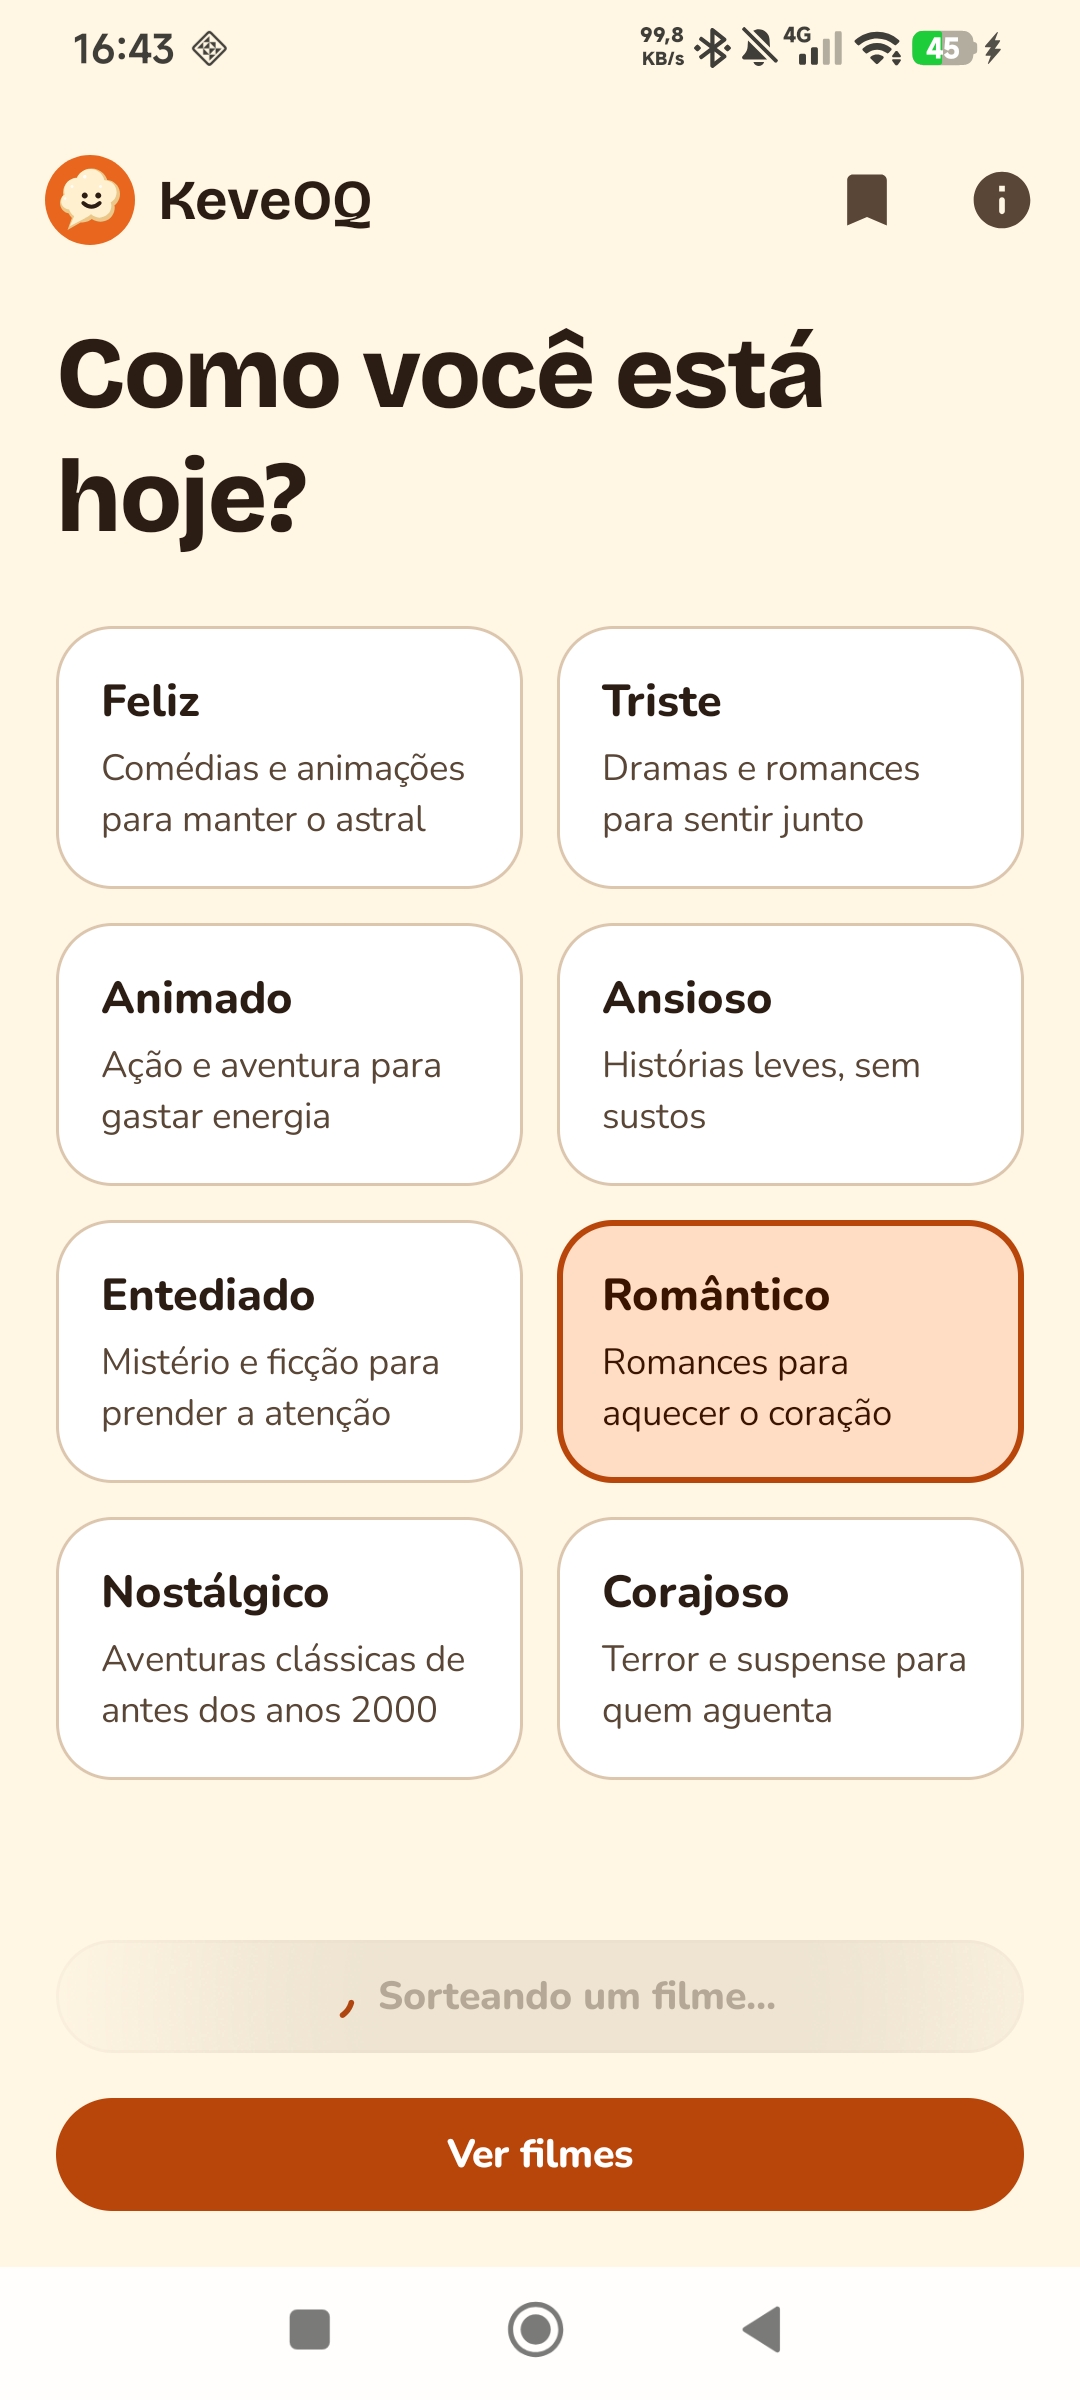 16:43
99,8
KB/s
4G
45
KeveOQ
Como você está
hoje?
Feliz
Comédias e animações
para manter o astral
Triste
Dramas e romances
para sentir junto
Animado
Ação e aventura para
gastar energia
Ansioso
Histórias leves, sem
sustos
Entediado
Mistério e ficção para
prender a atenção
Romântico
Romances para
aquecer o coração
Nostálgico
Aventuras clássicas de
antes dos anos 2000
Corajoso
Terror e suspense para
quem aguenta
Sorteando um filme...
Ver filmes